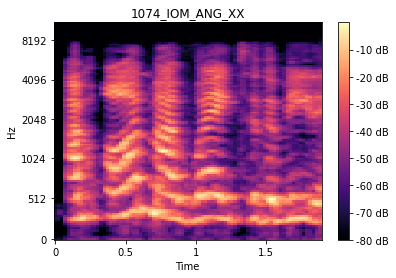 1074_IOM_ANG_XX
8192
4096
2048
1024
512
0
Hz
0
0.5
1
1.5
Time
-10 dB
-20 dB
-30 dB
-40 dB
-50 dB
-60 dB
-70 dB
-80 dB